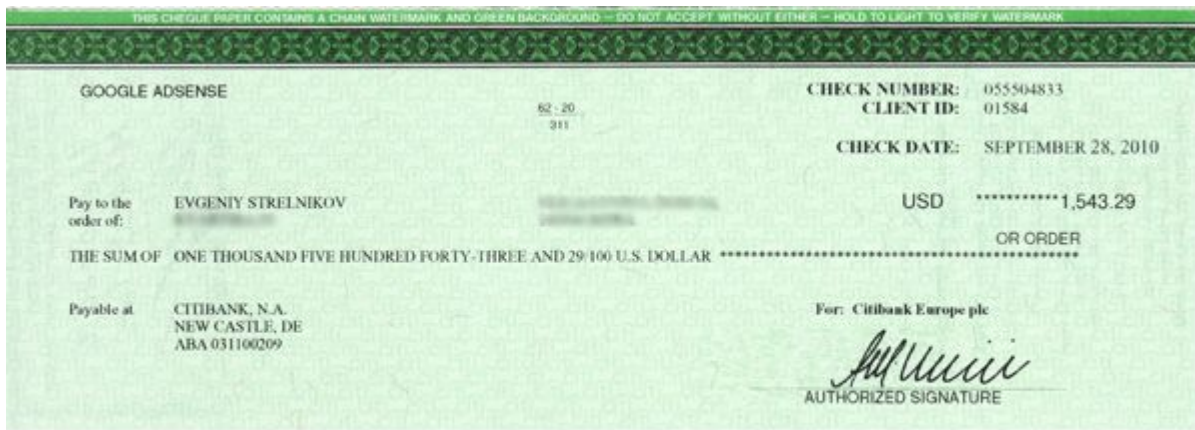 THIS CHEQUE PAPER CONTAINS A CHAIN WATERMARK AND GREEN BACKGROUND – DO NOT ACCEPT WITHOUT EITHER – HOLD TO LIGHT TO VERIFY WATERMARK
GOOGLE ADSENSE
62 - 20
311
CHECK NUMBER: 055504833
CLIENT ID: 01584
CHECK DATE: SEPTEMBER 28, 2010
Pay to the order of: EVGENIY STRELNIKOV
USD ***********1,543.29
OR ORDER
THE SUM OF ONE THOUSAND FIVE HUNDRED FORTY-THREE AND 29/100 U.S. DOLLAR ********************************************
Payable at CITIBANK, N.A.
NEW CASTLE, DE
ABA 031100209
For: Citibank Europe plc
AUTHORIZED SIGNATURE